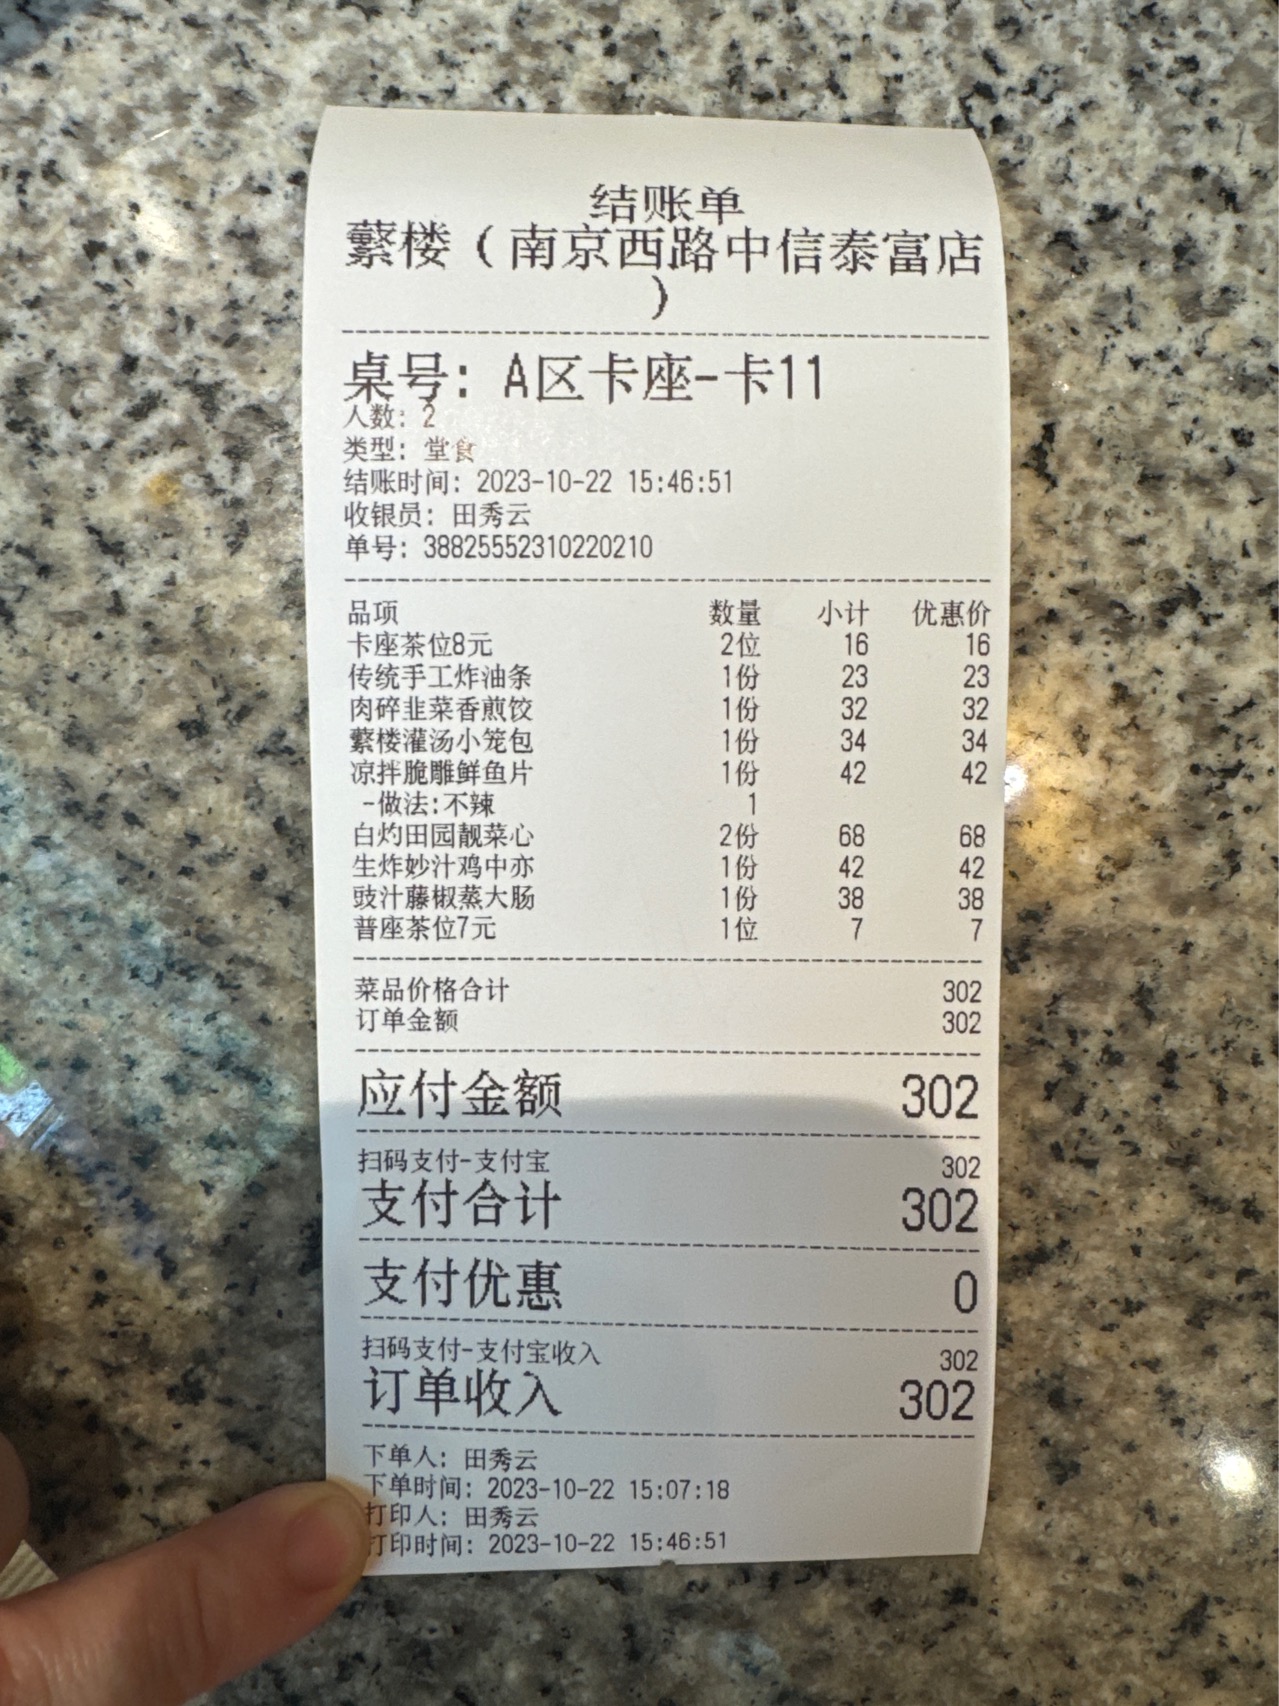 结账单
蘩楼（南京西路中信泰富店
）
桌号：A区卡座-卡11
人数：2
类型：堂食
结账时间：2023-10-22 15:46:51
收银员：田秀云
单号：38825552310220210
品项 数量 小计 优惠价
卡座茶位8元 2位 16 16
传统手工炸油条 1份 23 23
肉碎韭菜香煎饺 1份 32 32
蘩楼灌汤小笼包 1份 34 34
凉拌脆雕鲜鱼片 1份 42 42
-做法:不辣 1
白灼田园靓菜心 2份 68 68
生炸妙汁鸡中亦 1份 42 42
豉汁藤椒蒸大肠 1份 38 38
普座茶位7元 1位 7 7
菜品价格合计 302
订单金额 302
应付金额 302
扫码支付-支付宝 302
支付合计 302
支付优惠 0
扫码支付-支付宝收入 302
订单收入 302
下单人：田秀云
下单时间：2023-10-22 15:07:18
打印人：田秀云
打印时间：2023-10-22 15:46:51